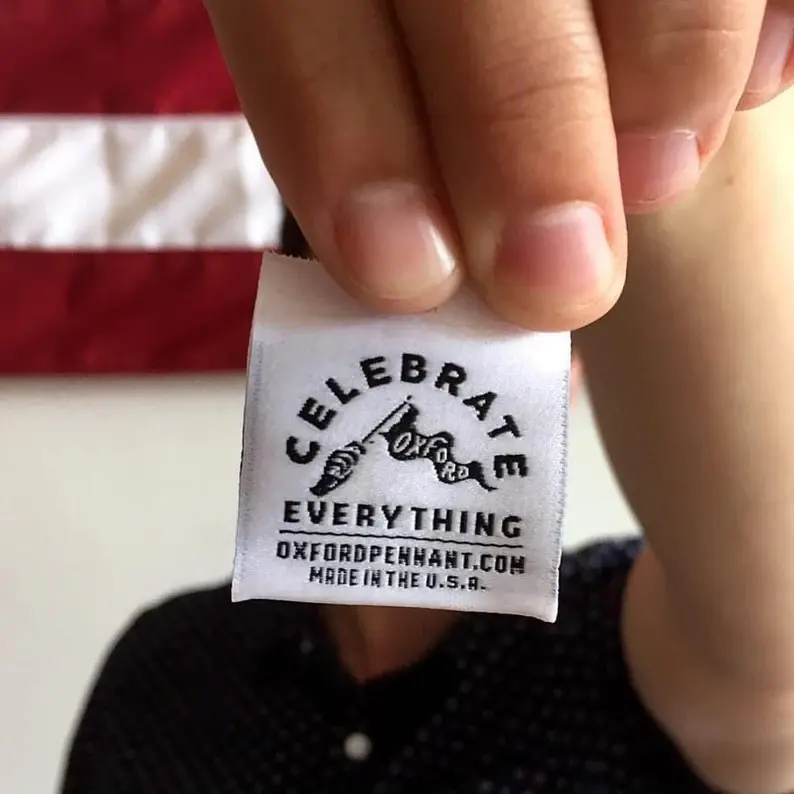 CELEBRATE
OXFORD
EVERYTHING
OXFORDPENNANT.COM
MADE IN THE U.S.A.